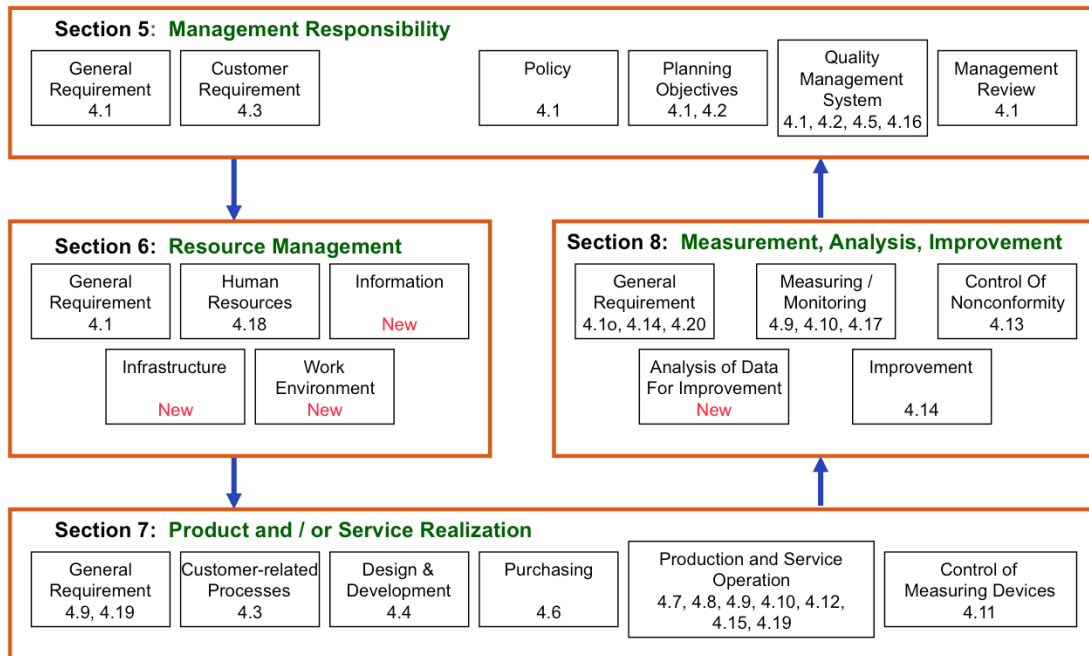 Section 5: Management Responsibility
General
Requirement
4.1
Customer
Requirement
4.3
Policy
4.1
Planning
Objectives
4.1, 4.2
Quality
Management
System
4.1, 4.2, 4.5, 4.16
Management
Review
4.1
Section 6: Resource Management
General
Requirement
4.1
Human
Resources
4.18
Information
New
Infrastructure
New
Work
Environment
New
Section 8: Measurement, Analysis, Improvement
General
Requirement
4.1o, 4.14, 4.20
Measuring /
Monitoring
4.9, 4.10, 4.17
Control Of
Nonconformity
4.13
Analysis of Data
For Improvement
New
Improvement
4.14
Section 7: Product and / or Service Realization
General
Requirement
4.9, 4.19
Customer-related
Processes
4.3
Design &
Development
4.4
Purchasing
4.6
Production and Service
Operation
4.7, 4.8, 4.9, 4.10, 4.12,
4.15, 4.19
Control of
Measuring Devices
4.11